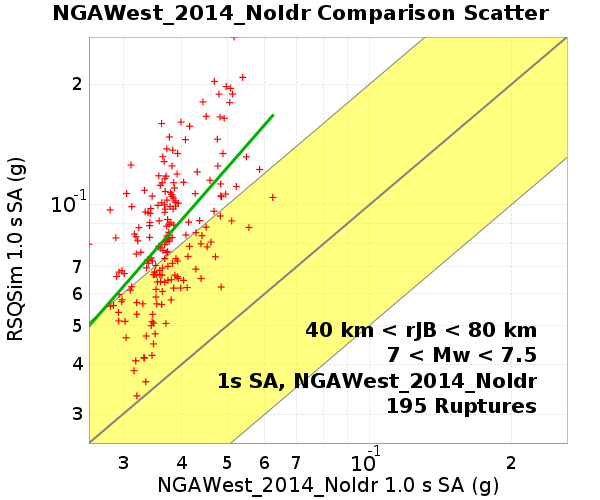 NGAWest_2014_NoIdr Comparison Scatter
RSQSim 1.0 s SA (g)
2
10-1
7
6
5
4
3
40 km < rJB < 80 km
7 < Mw < 7.5
1s SA, NGAWest_2014_NoIdr
195 Ruptures
3 4 5 6 7 10-1 2
NGAWest_2014_NoIdr 1.0 s SA (g)